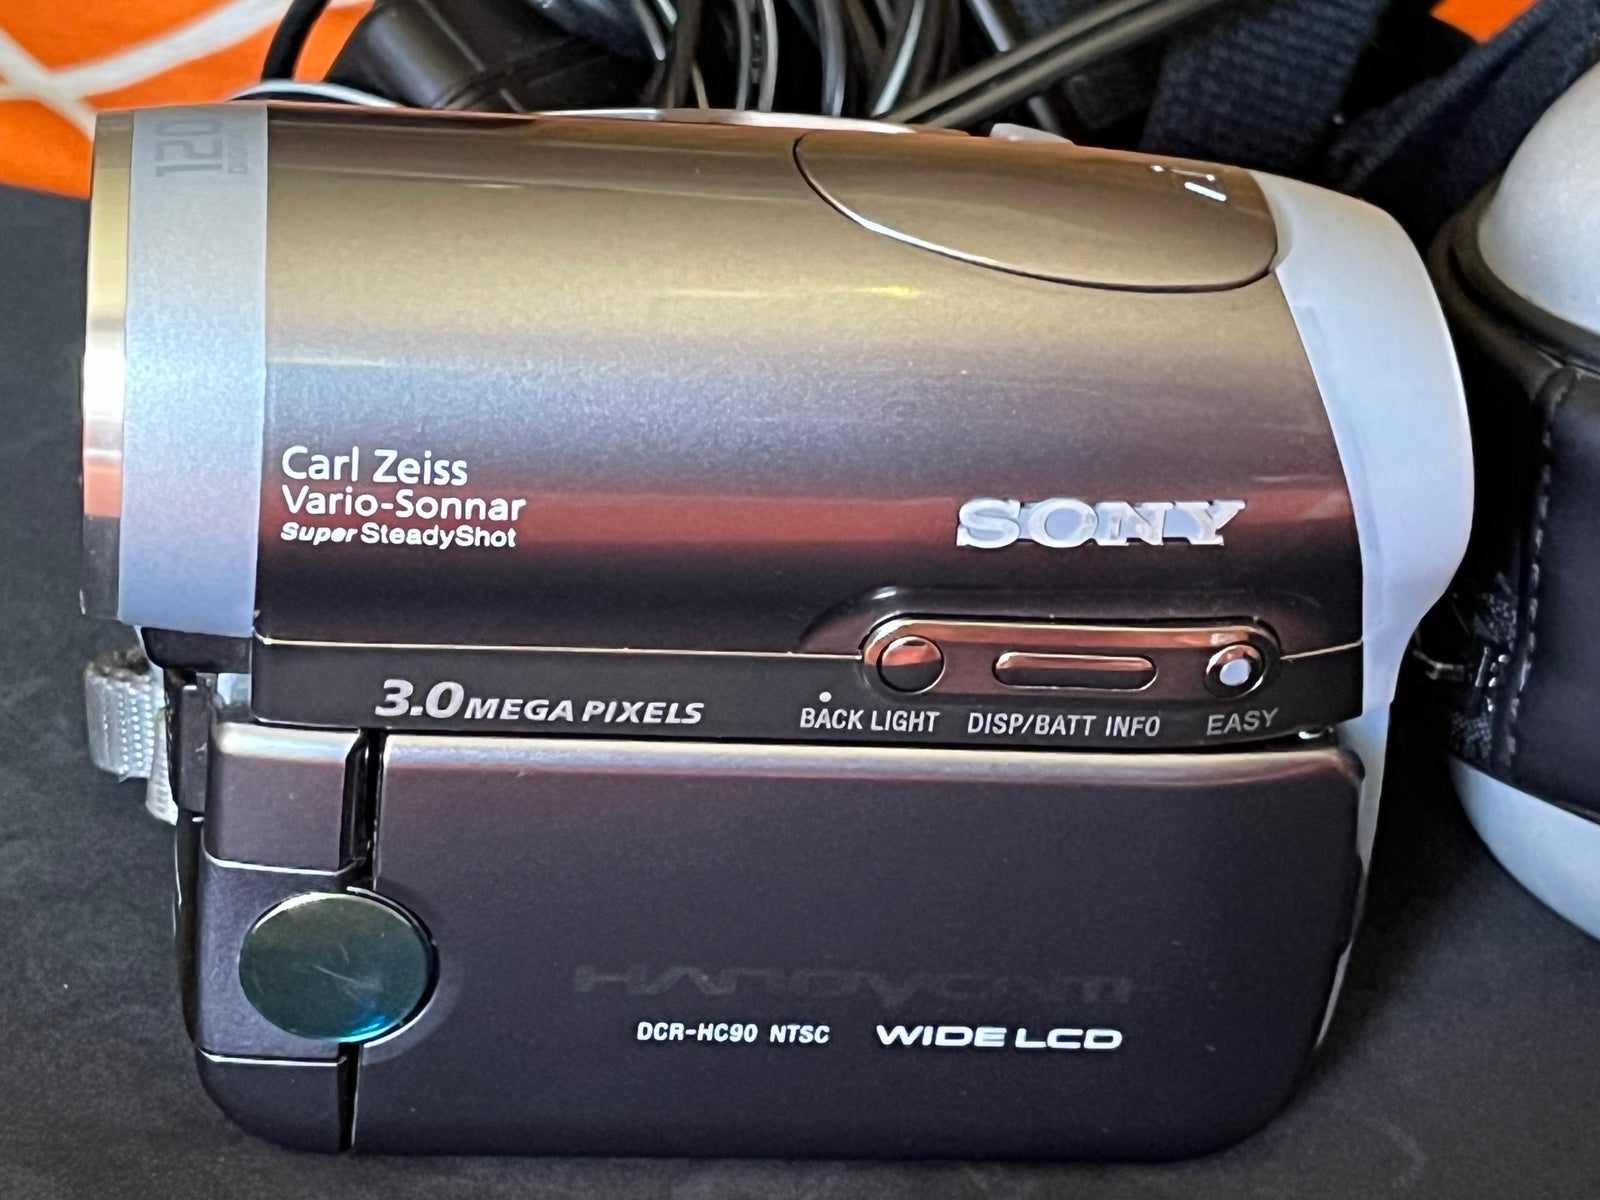 120x
Carl Zeiss
Vario-Sonnar
Super SteadyShot
SONY
3.0 MEGA PIXELS
BACK LIGHT DISP/BATT INFO EASY
HANDYCAM
DCR-HC90 NTSC WIDE LCD